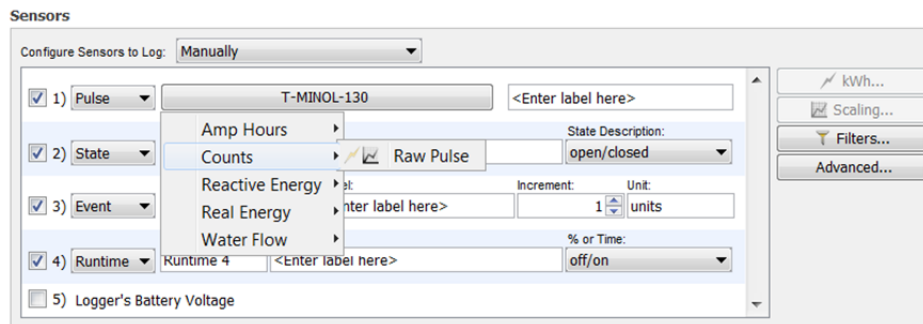 Sensors
Configure Sensors to Log: Manually
1) Pulse T-MINOL-130 <Enter label here>
Amp Hours
State Description:
2) State Counts Raw Pulse open/closed
Reactive Energy Increment: Unit:
3) Event Real Energy nter label here> 1 units
Water Flow % or Time:
4) Runtime Runtime 4 <Enter label here> off/on
5) Logger's Battery Voltage
kWh...
Scaling...
Filters...
Advanced...